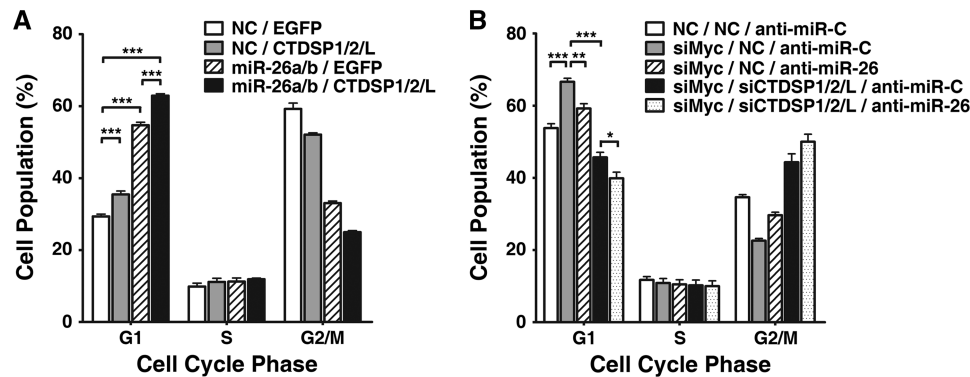 A
NC / EGFP
NC / CTDSP1/2/L
miR-26a/b / EGFP
miR-26a/b / CTDSP1/2/L
Cell Population (%)
80
60
40
20
0
***
***
***
***
G1
S
G2/M
Cell Cycle Phase
B
NC / NC / anti-miR-C
siMyc / NC / anti-miR-C
siMyc / NC / anti-miR-26
siMyc / siCTDSP1/2/L / anti-miR-C
siMyc / siCTDSP1/2/L / anti-miR-26
Cell Population (%)
80
60
40
20
0
***
*** **
*
G1
S
G2/M
Cell Cycle Phase